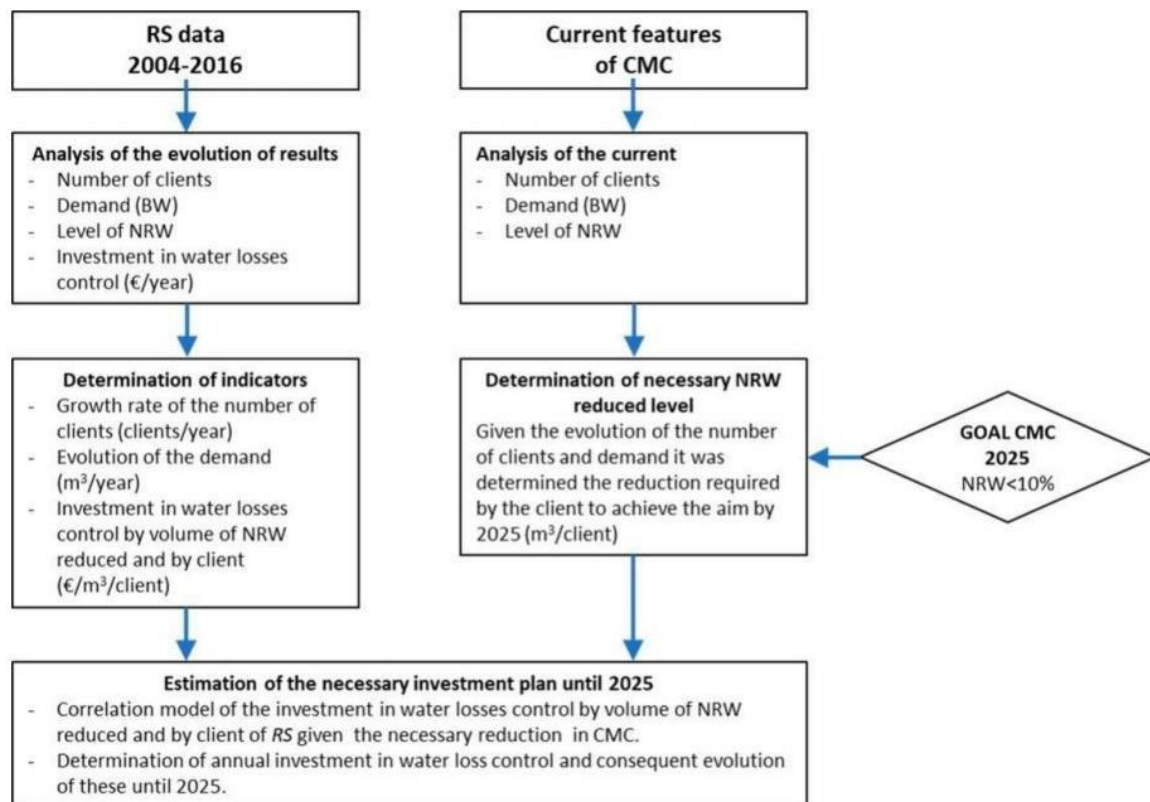 RS data
2004-2016
Current features
of CMC
Analysis of the evolution of results
- Number of clients
- Demand (BW)
- Level of NRW
- Investment in water losses
control (€/year)
Analysis of the current
- Number of clients
- Demand (BW)
- Level of NRW
Determination of indicators
- Growth rate of the number of
clients (clients/year)
- Evolution of the demand
(m³/year)
- Investment in water losses
control by volume of NRW
reduced and by client
(€/m³/client)
Determination of necessary NRW
reduced level
Given the evolution of the number
of clients and demand it was
determined the reduction required
by the client to achieve the aim by
2025 (m³/client)
GOAL CMC
2025
NRW<10%
Estimation of the necessary investment plan until 2025
- Correlation model of the investment in water losses control by volume of NRW
reduced and by client of RS given the necessary reduction in CMC.
- Determination of annual investment in water loss control and consequent evolution
of these until 2025.